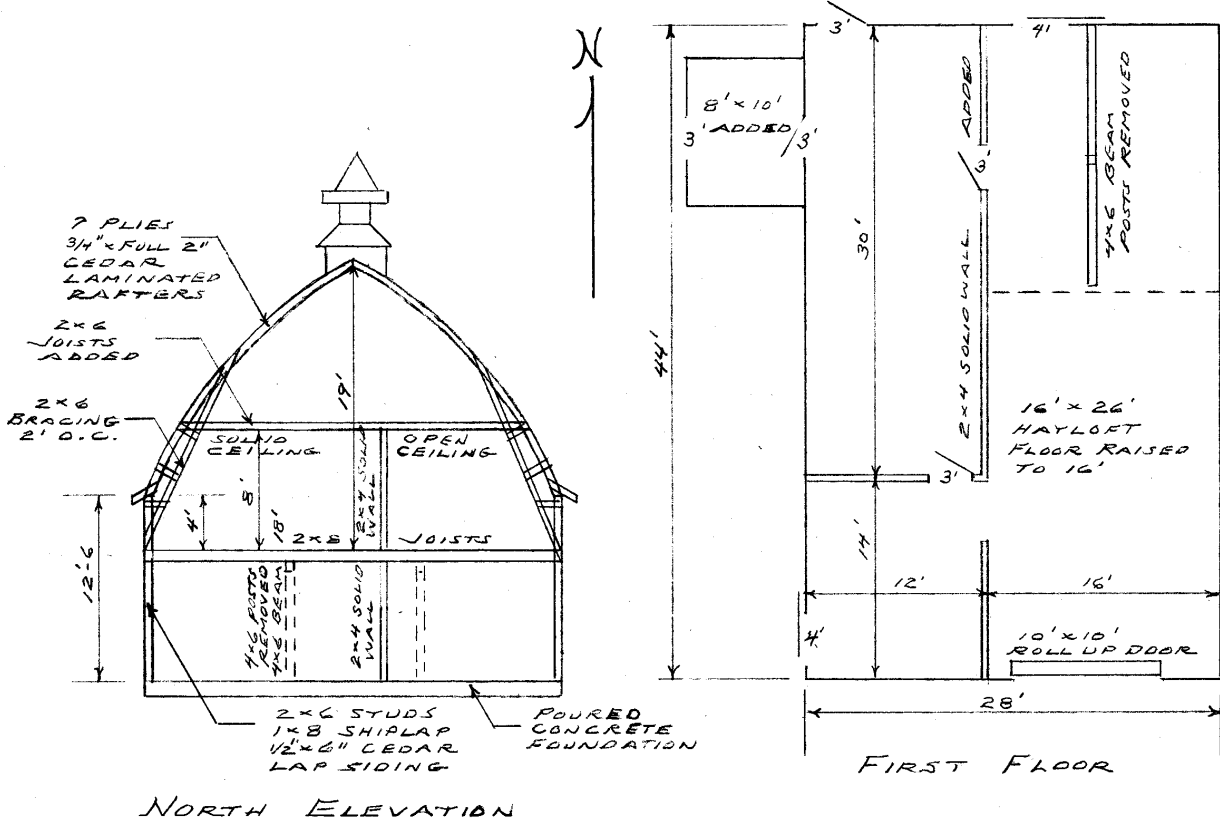 N
7 PLIES
3/4" x FULL 2"
CEDAR
LAMINATED
RAFTERS
2x6
JOISTS
ADDED
2x6
BRACING
2' O.C.
19'
SOLID
CEILING
OPEN
CEILING
8'
18'
4'
2x4 SOLID
WALL
2x8 JOISTS
12'-6
4x6 POSTS
REMOVED
4x6 BEAM
2x4 SOLID
WALL
2x6 STUDS
1x8 SHIPLAP
1/2"x6" CEDAR
LAP SIDING
POURED
CONCRETE
FOUNDATION
NORTH ELEVATION
3'
4'
8'x10'
ADDED
3'
3'
ADDED
3'
4x6 BEAM
POSTS REMOVED
30'
44'
2x4 SOLID WALL
16' x 26'
HAYLOFT
FLOOR RAISED
TO 16'
3'
14'
12'
16'
4'
10'x10'
ROLL UP DOOR
28'
FIRST FLOOR